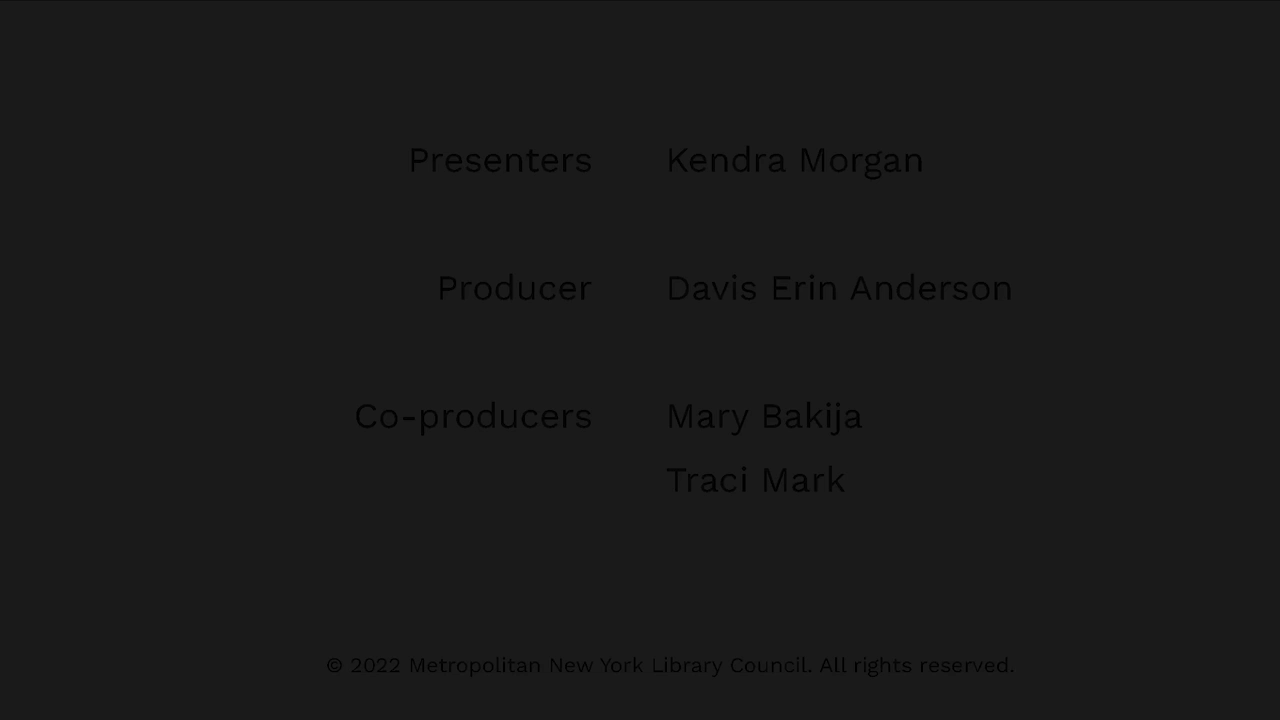 Presenters Kendra Morgan
Producer Davis Erin Anderson
Co-producers Mary Bakija
Traci Mark
© 2022 Metropolitan New York Library Council. All rights reserved.